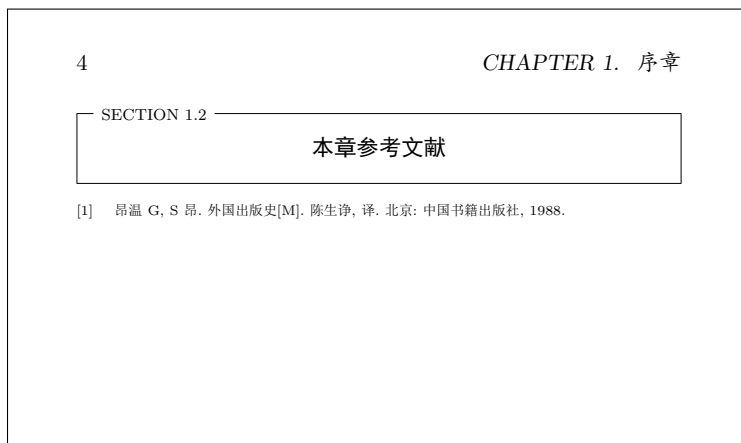 4 CHAPTER 1. 序章
SECTION 1.2
本章参考文献
[1] 昂温 G, S 昂. 外国出版史[M]. 陈生诤, 译. 北京: 中国书籍出版社, 1988.